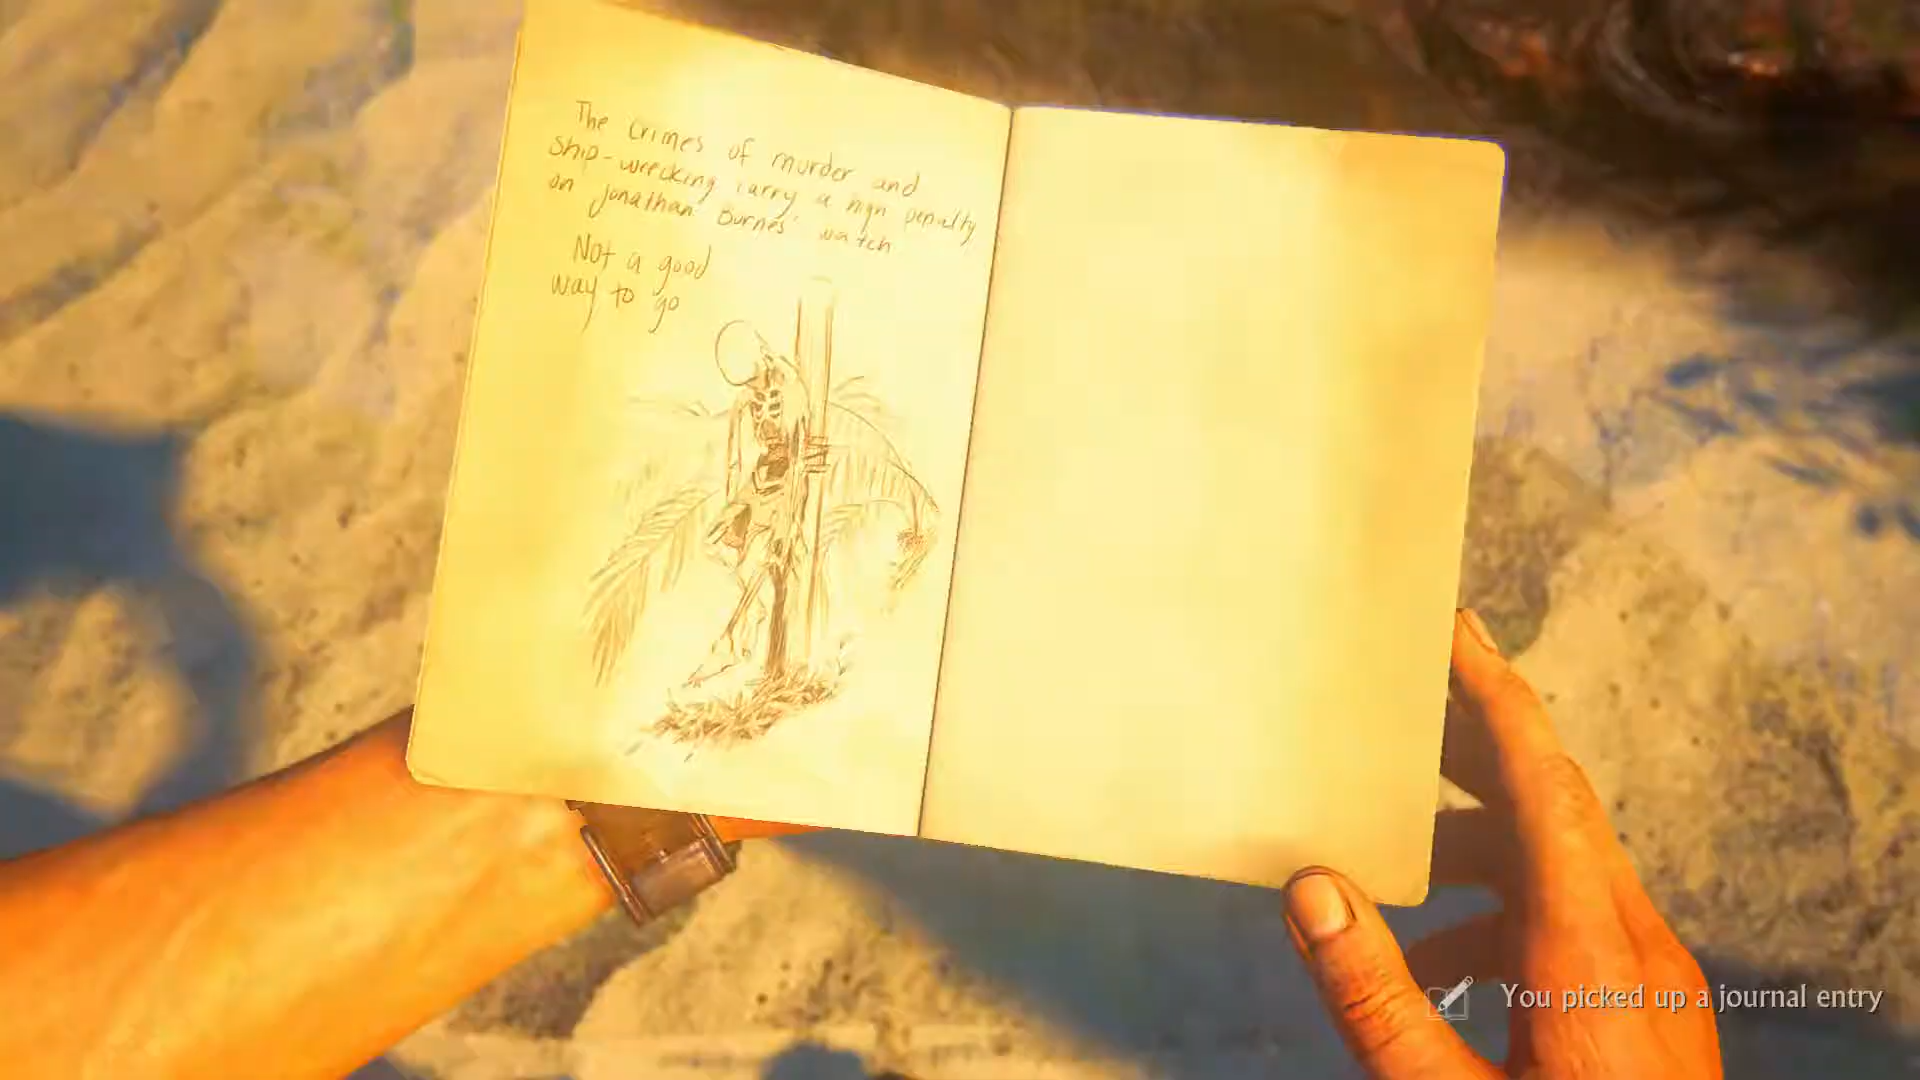 The crimes of murder and
ship-wrecking carry a high penalty
on Jonathan Burnes' watch
Not a good
way to go
You picked up a journal entry